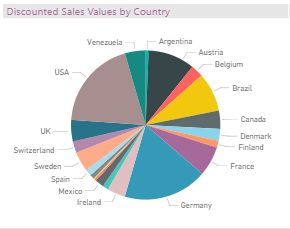 Discounted Sales Values by Country
Venezuela
Argentina
Austria
Belgium
USA
Brazil
Canada
UK
Denmark
Finland
Switzerland
France
Sweden
Spain
Mexico
Ireland
Germany